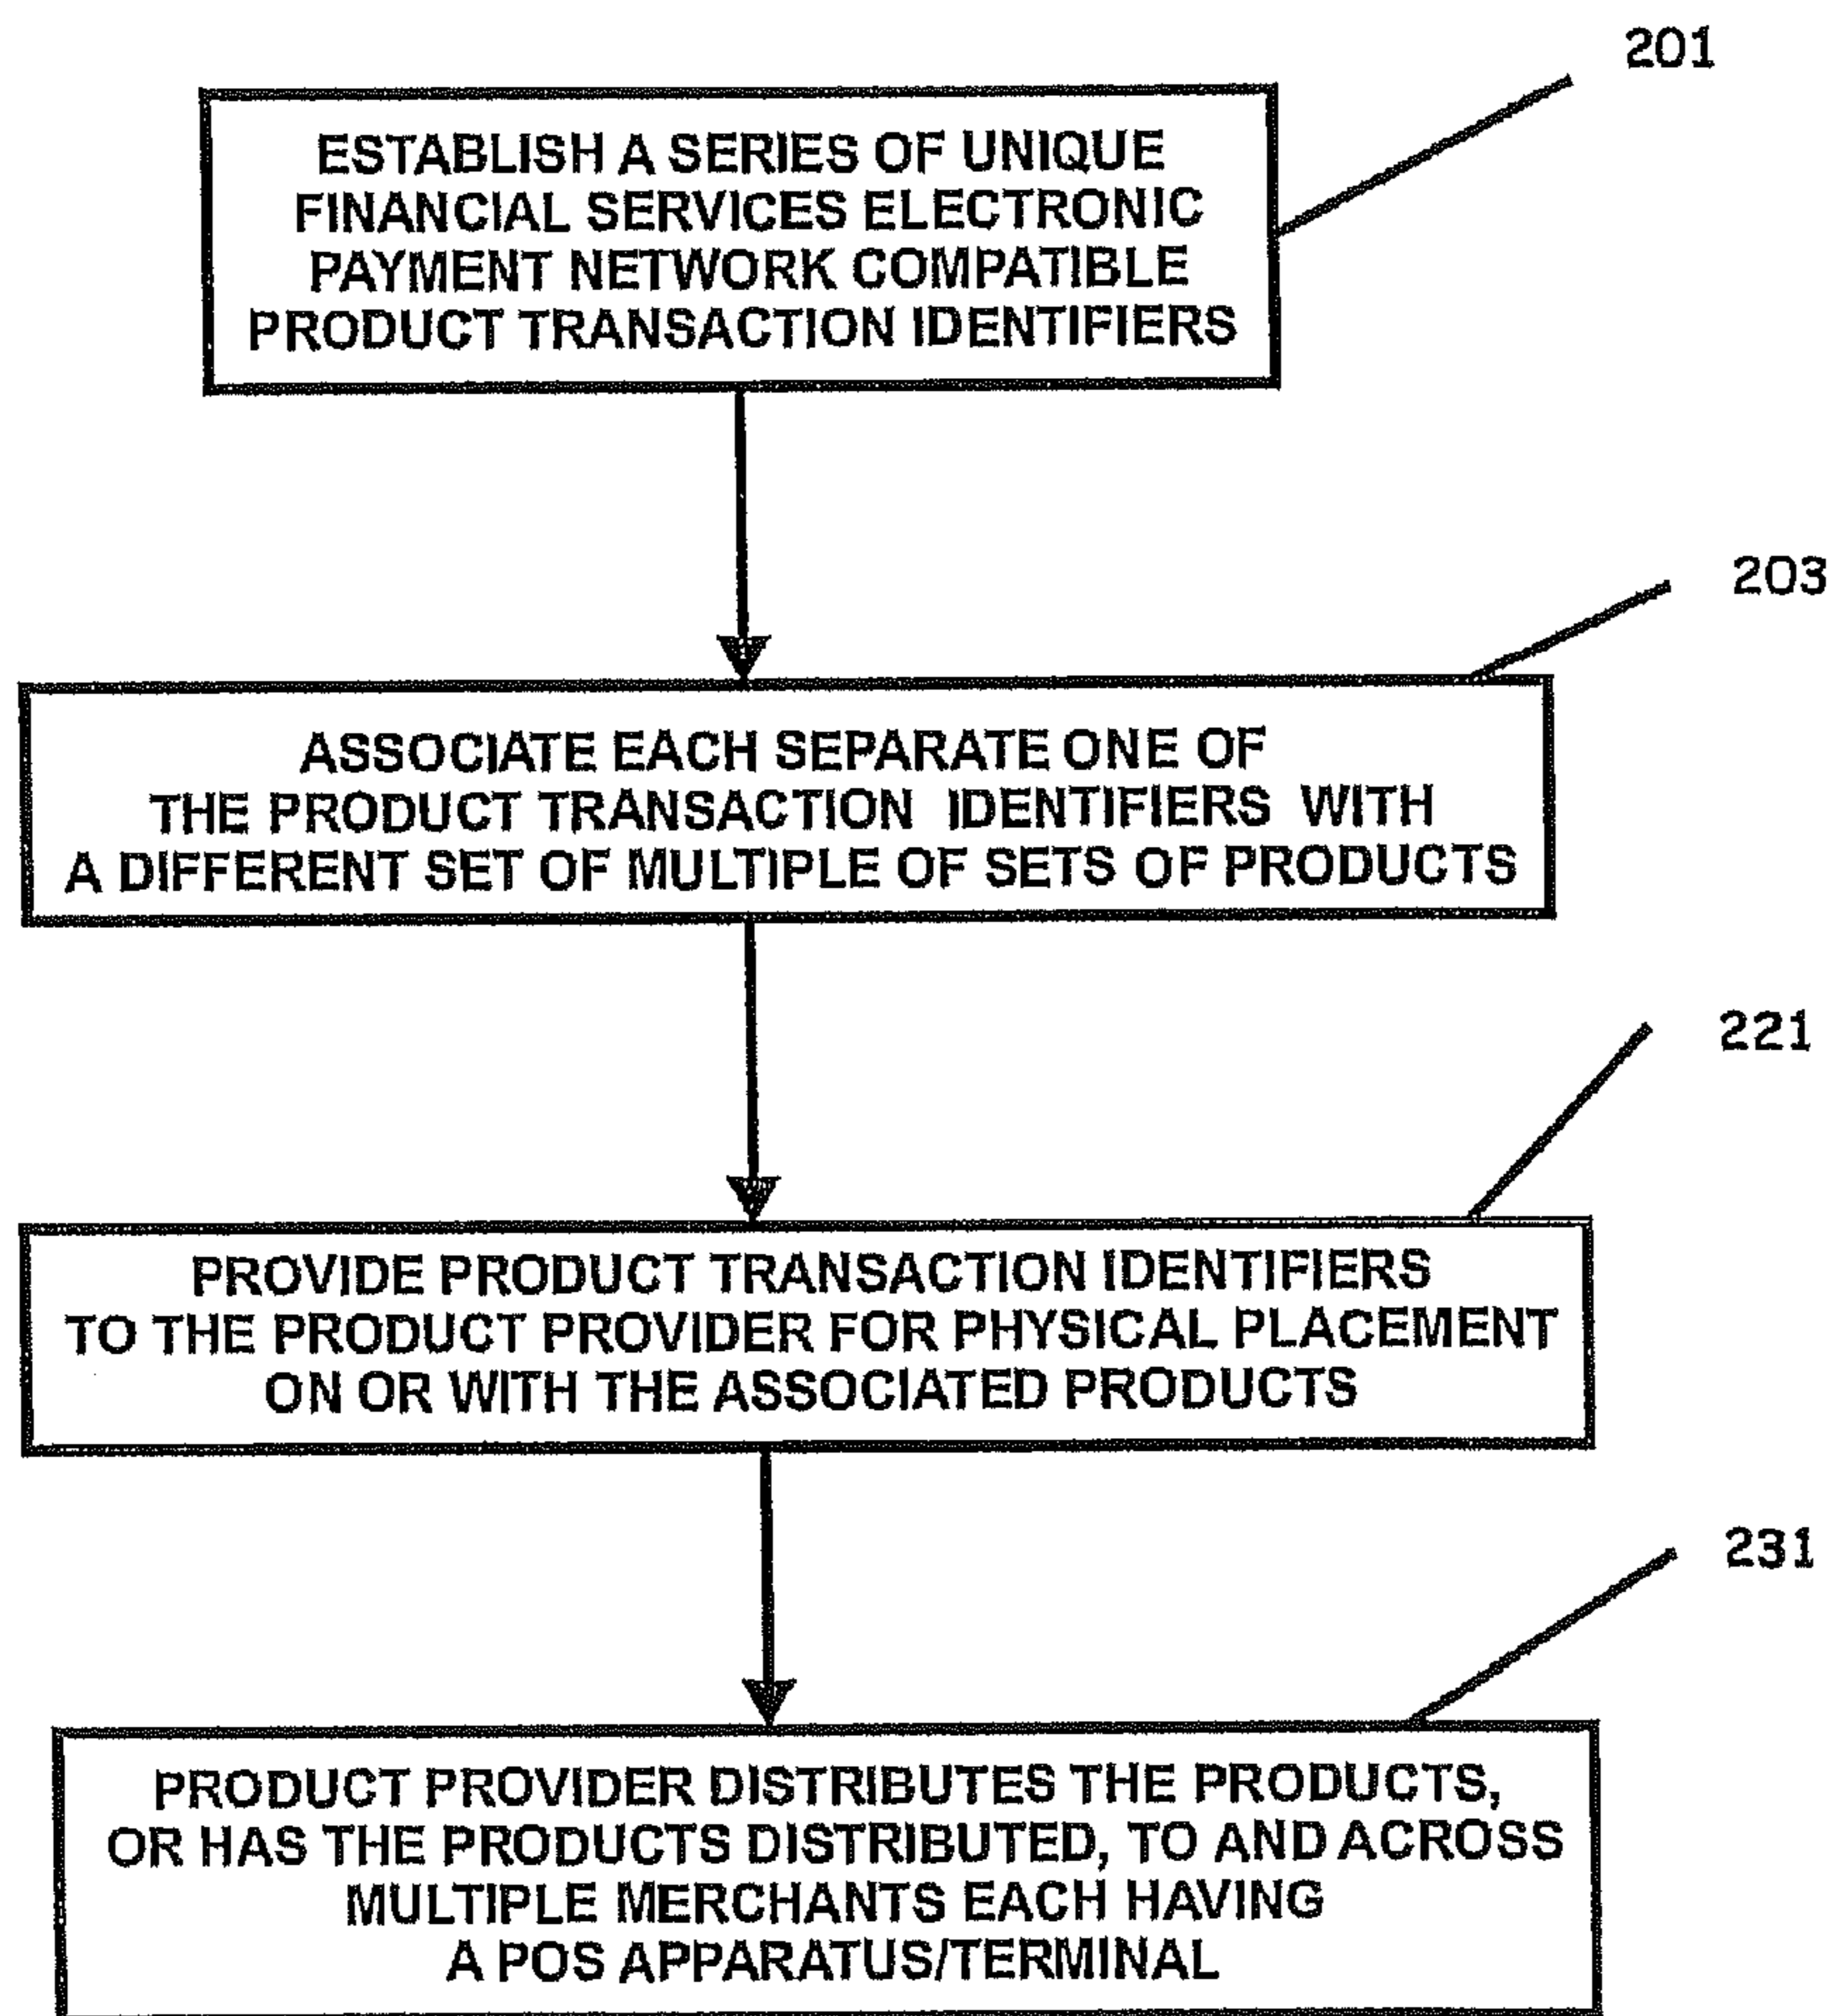 201
ESTABLISH A SERIES OF UNIQUE
FINANCIAL SERVICES ELECTRONIC
PAYMENT NETWORK COMPATIBLE
PRODUCT TRANSACTION IDENTIFIERS
203
ASSOCIATE EACH SEPARATE ONE OF
THE PRODUCT TRANSACTION IDENTIFIERS WITH
A DIFFERENT SET OF MULTIPLE OF SETS OF PRODUCTS
221
PROVIDE PRODUCT TRANSACTION IDENTIFIERS
TO THE PRODUCT PROVIDER FOR PHYSICAL PLACEMENT
ON OR WITH THE ASSOCIATED PRODUCTS
231
PRODUCT PROVIDER DISTRIBUTES THE PRODUCTS,
OR HAS THE PRODUCTS DISTRIBUTED, TO AND ACROSS
MULTIPLE MERCHANTS EACH HAVING
A POS APPARATUS/TERMINAL